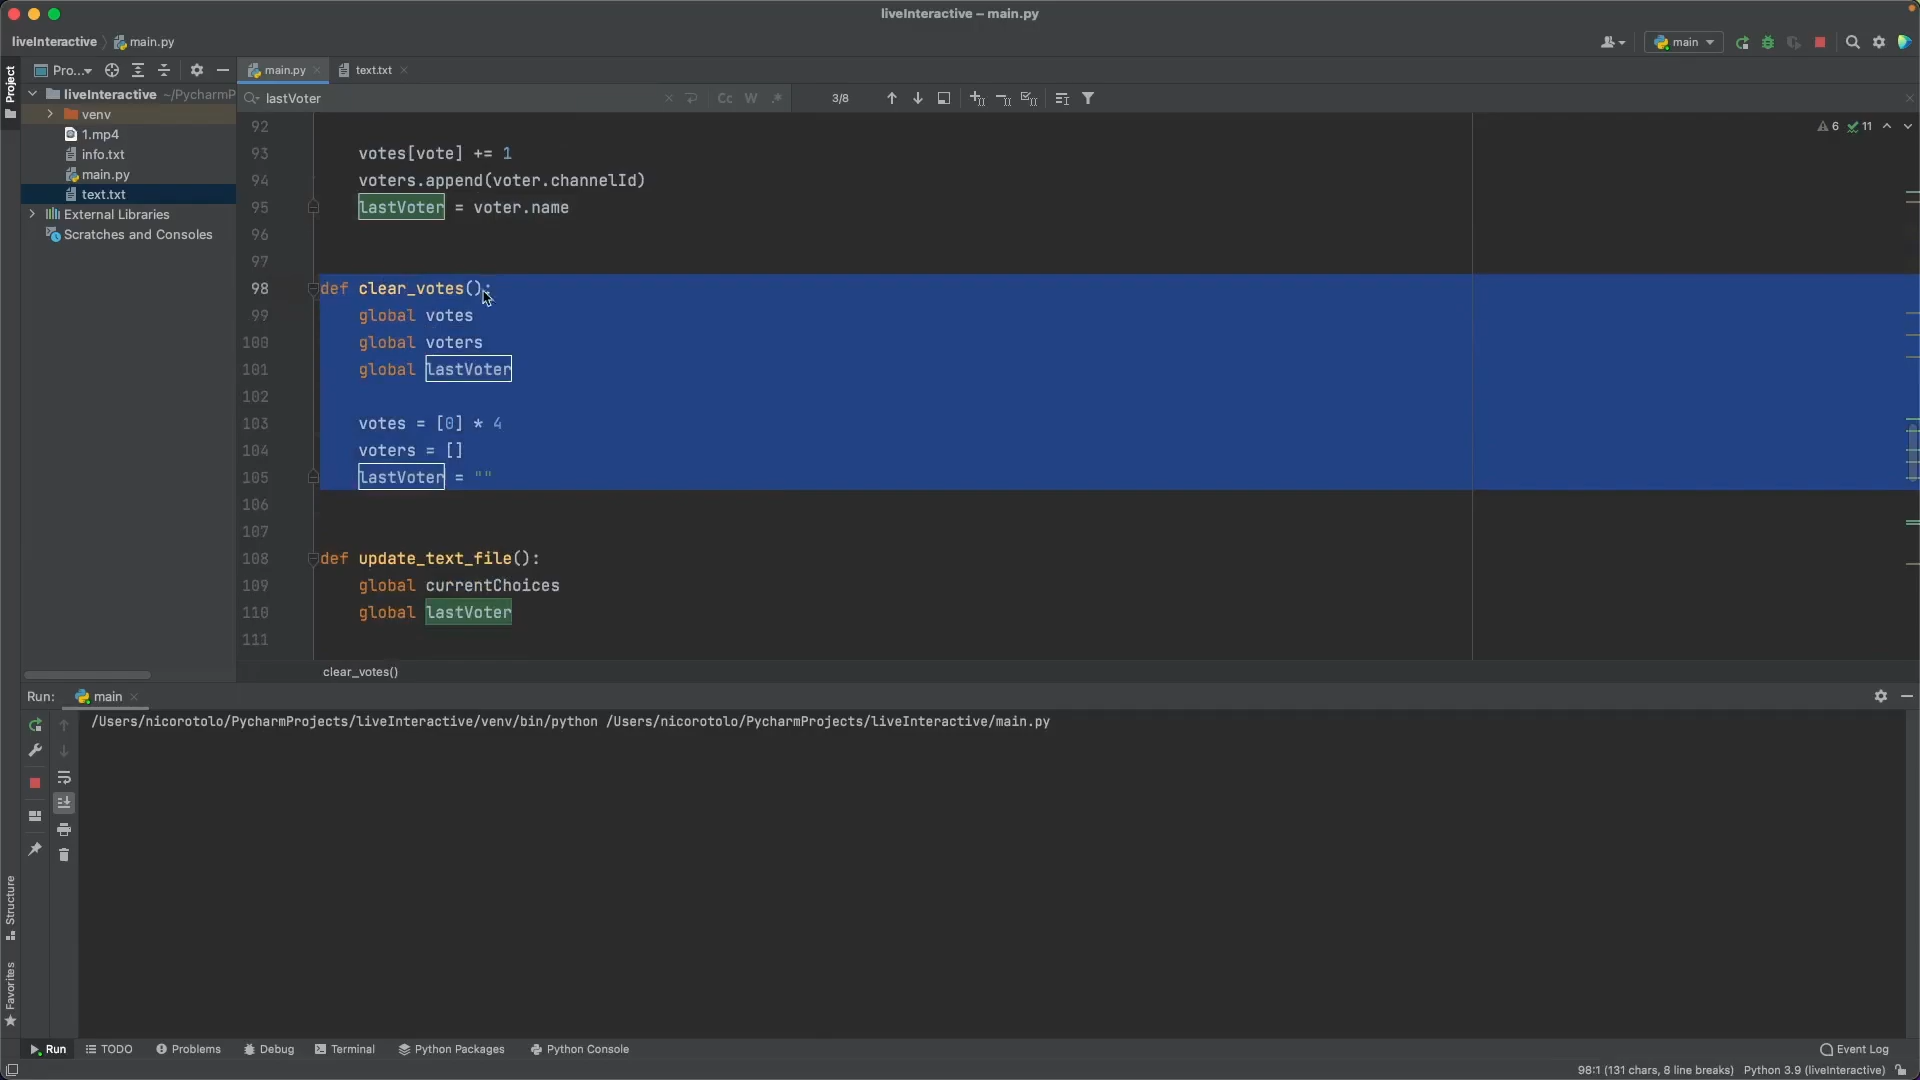 liveInteractive – main.py
liveInteractive main.py
main
Project
Pro...
main.py
text.txt
liveInteractive ~/PycharmP
lastVoter
Cc W .*
3/8
venv
1.mp4
info.txt
main.py
text.txt
External Libraries
Scratches and Consoles
6 11
92
93 votes[vote] += 1
94 voters.append(voter.channelId)
95 lastVoter = voter.name
96
97
98 def clear_votes():
99 global votes
100 global voters
101 global lastVoter
102
103 votes = [0] * 4
104 voters = []
105 lastVoter = ""
106
107
108 def update_text_file():
109 global currentChoices
110 global lastVoter
111
clear_votes()
Run: main
/Users/nicorotolo/PycharmProjects/liveInteractive/venv/bin/python /Users/nicorotolo/PycharmProjects/liveInteractive/main.py
Structure
Favorites
Run TODO Problems Debug Terminal Python Packages Python Console Event Log
98:1 (131 chars, 8 line breaks) Python 3.9 (liveInteractive)